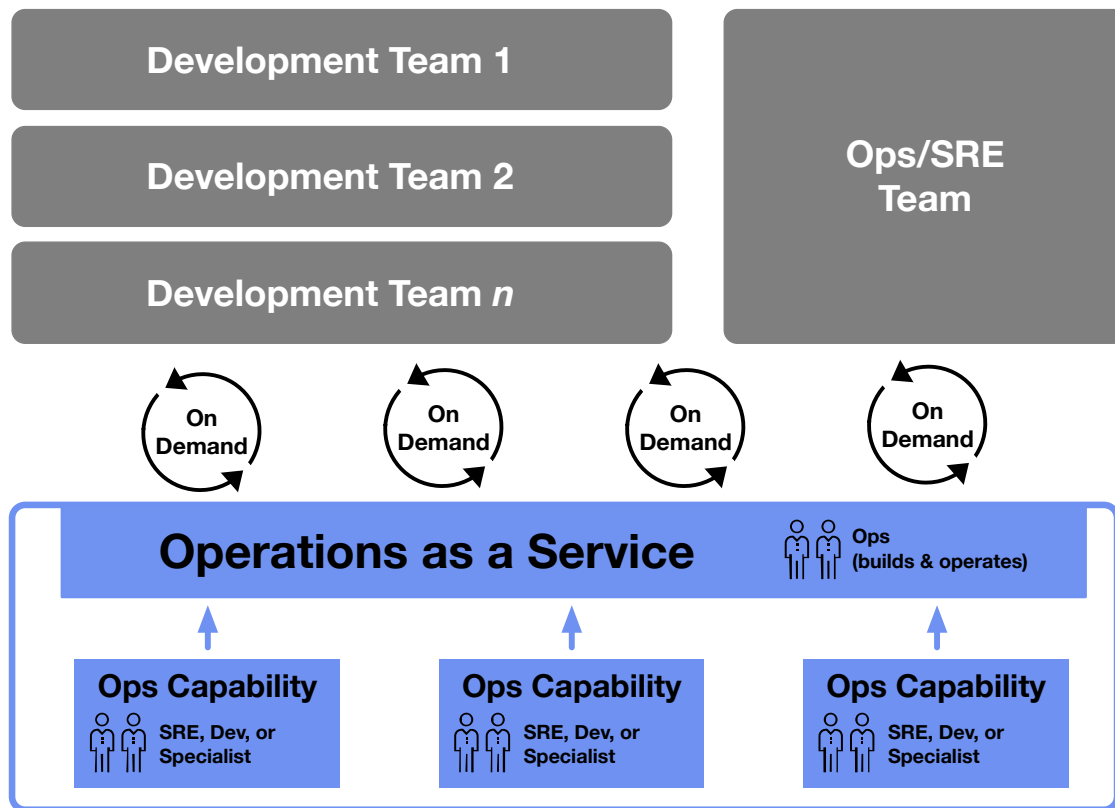 Development Team 1
Development Team 2
Development Team n
Ops/SRE
Team
On
Demand
On
Demand
On
Demand
On
Demand
Operations as a Service
Ops
(builds & operates)
Ops Capability
SRE, Dev, or
Specialist
Ops Capability
SRE, Dev, or
Specialist
Ops Capability
SRE, Dev, or
Specialist